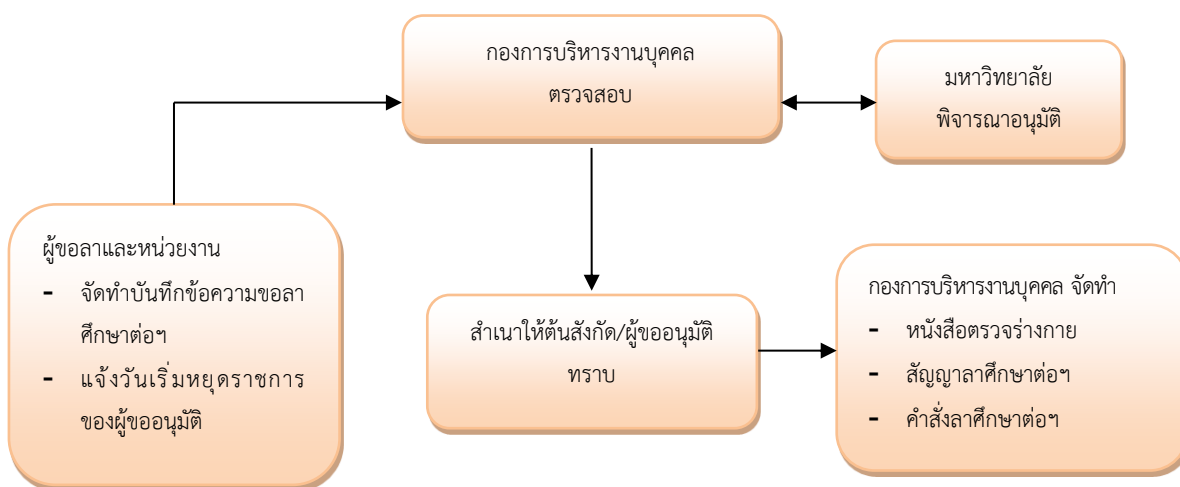 กองการบริหารงานบุคคล
ตรวจสอบ
มหาวิทยาลัย
พิจารณาอนุมัติ
ผู้ขอลาและหน่วยงาน
- จัดทำบันทึกข้อความขอลา
ศึกษาต่อฯ
- แจ้งวันเริ่มหยุดราชการ
ของผู้ขออนุมัติ
สำเนาให้ต้นสังกัด/ผู้ขออนุมัติ
ทราบ
กองการบริหารงานบุคคล จัดทำ
- หนังสือตรวจร่างกาย
- สัญญาลาศึกษาต่อฯ
- คำสั่งลาศึกษาต่อฯ